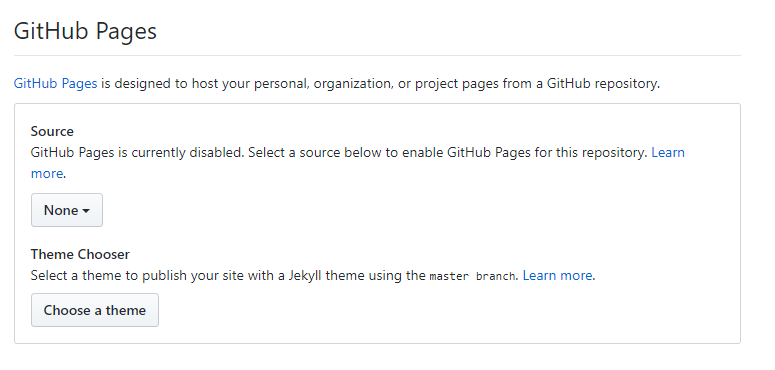 GitHub Pages
GitHub Pages is designed to host your personal, organization, or project pages from a GitHub repository.
Source
GitHub Pages is currently disabled. Select a source below to enable GitHub Pages for this repository. Learn
more.
None
Theme Chooser
Select a theme to publish your site with a Jekyll theme using the master branch. Learn more.
Choose a theme